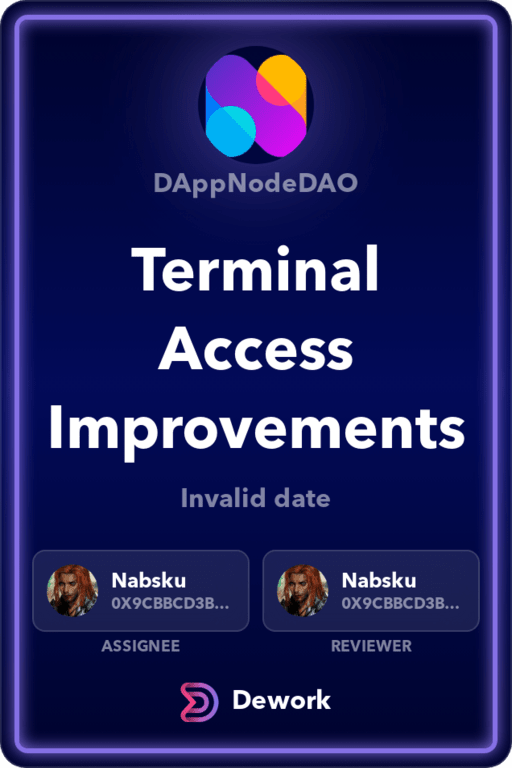 DAppNodeDAO
Terminal
Access
Improvements
Invalid date
Nabsku
0X9CBBCD3B...
ASSIGNEE
Nabsku
0X9CBBCD3B...
REVIEWER
Dework